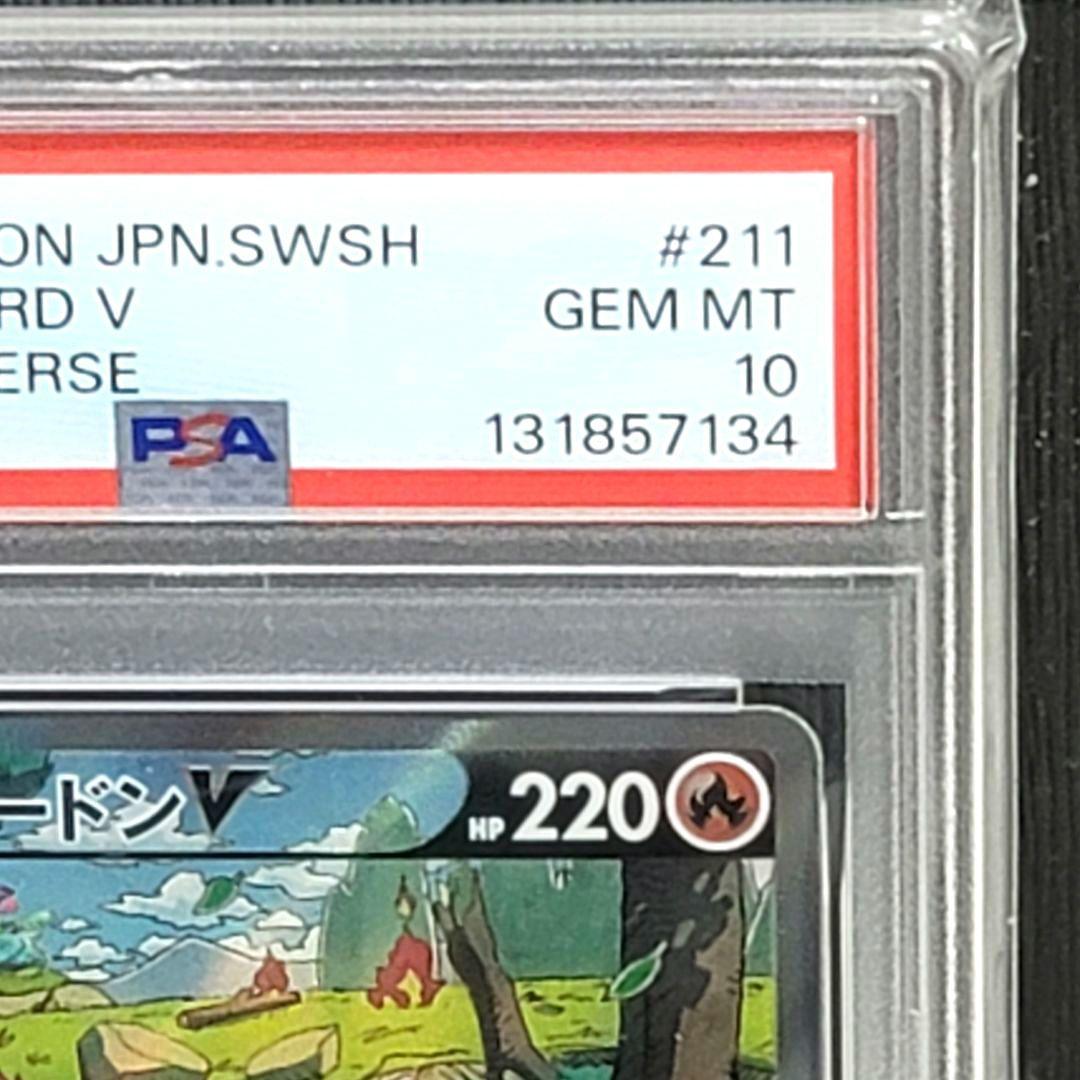 ON JPN.SWSH #211
RD V GEM MT
ERSE 10
PSA 131857134
ードンV HP 220